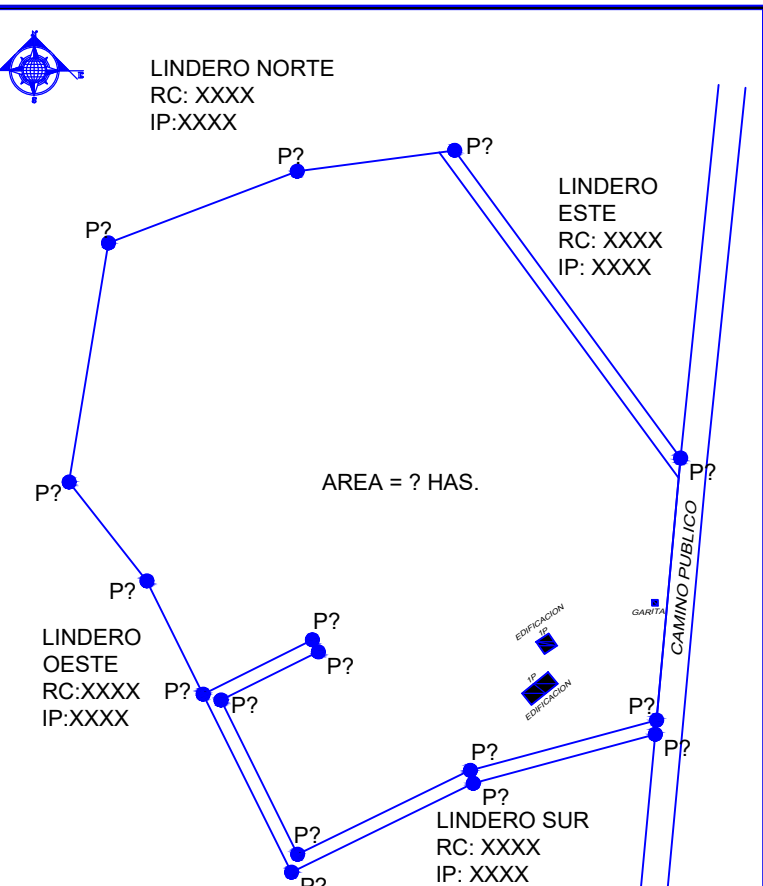 LINDERO NORTE
RC: XXXX
IP:XXXX
P?
P?
P?
LINDERO
ESTE
RC: XXXX
IP: XXXX
P?
P?
AREA = ? HAS.
CAMINO PUBLICO
P?
GARITA
EDIFICACION
1P
P?
P?
LINDERO
OESTE
RC:XXXX
IP:XXXX
P?
P?
1P
EDIFICACION
P?
P?
P?
P?
LINDERO SUR
RC: XXXX
IP: XXXX
P?
P?